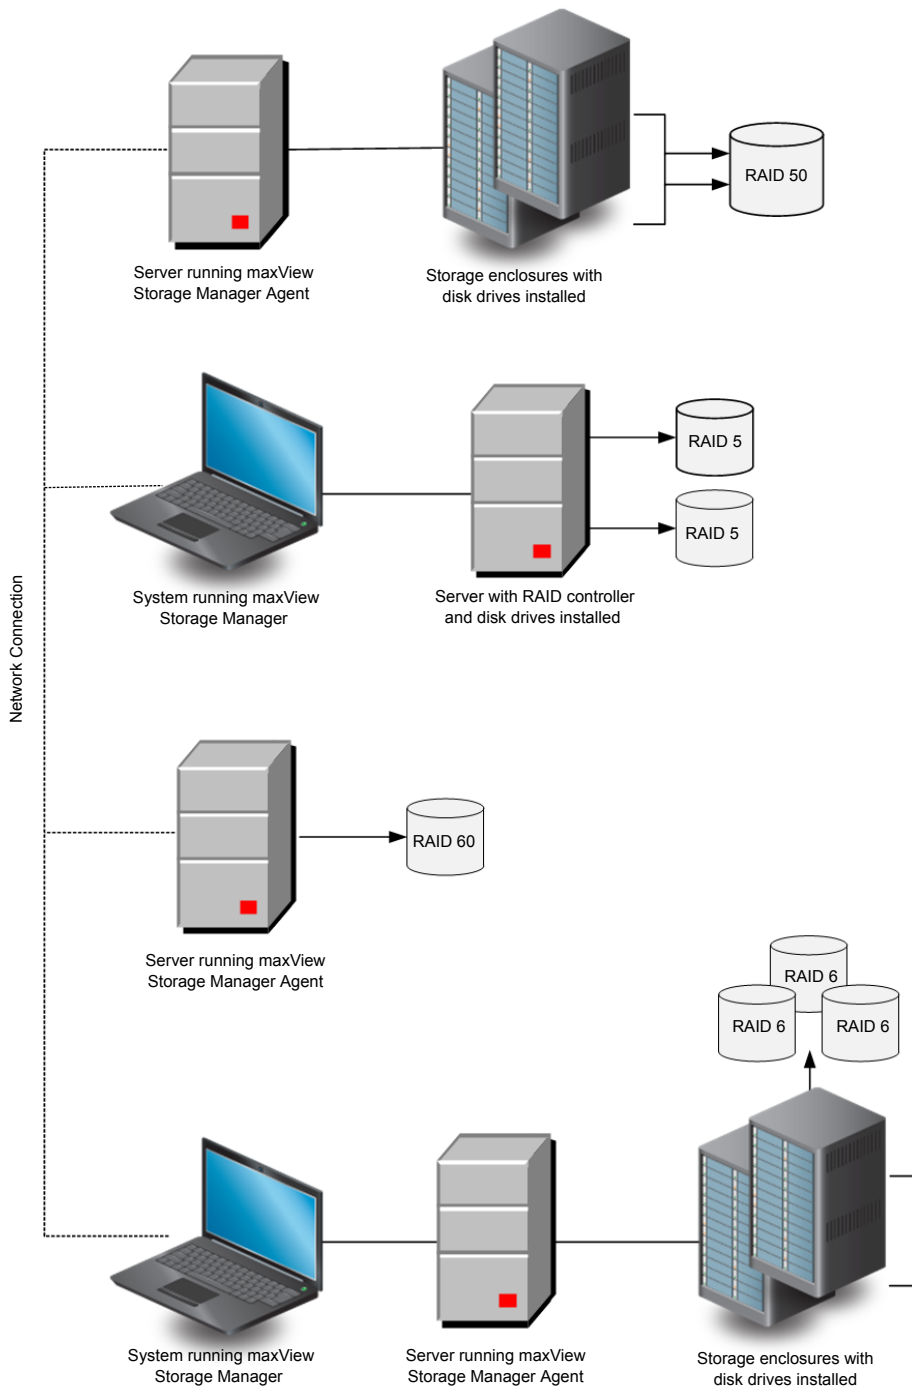 RAID 50
Server running maxView
Storage Manager Agent
Storage enclosures with
disk drives installed
RAID 5
RAID 5
System running maxView
Storage Manager
Server with RAID controller
and disk drives installed
Network Connection
RAID 60
Server running maxView
Storage Manager Agent
RAID 6
RAID 6
RAID 6
System running maxView
Storage Manager
Server running maxView
Storage Manager Agent
Storage enclosures with
disk drives installed